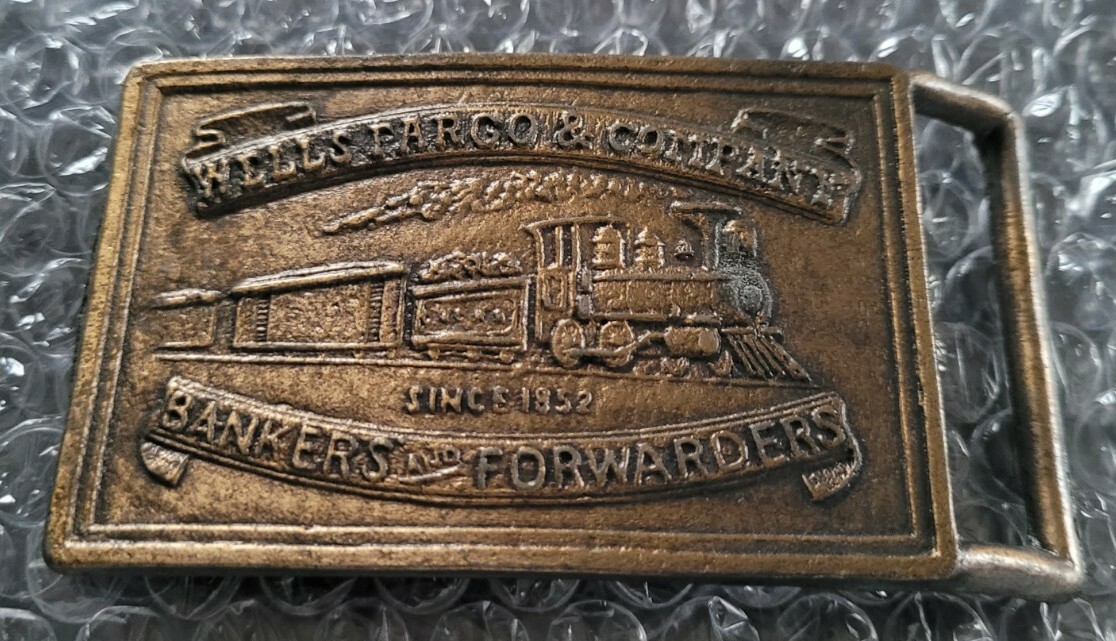 WELLS FARGO & COMPANY
SINCE 1852
BANKERS AND FORWARDERS